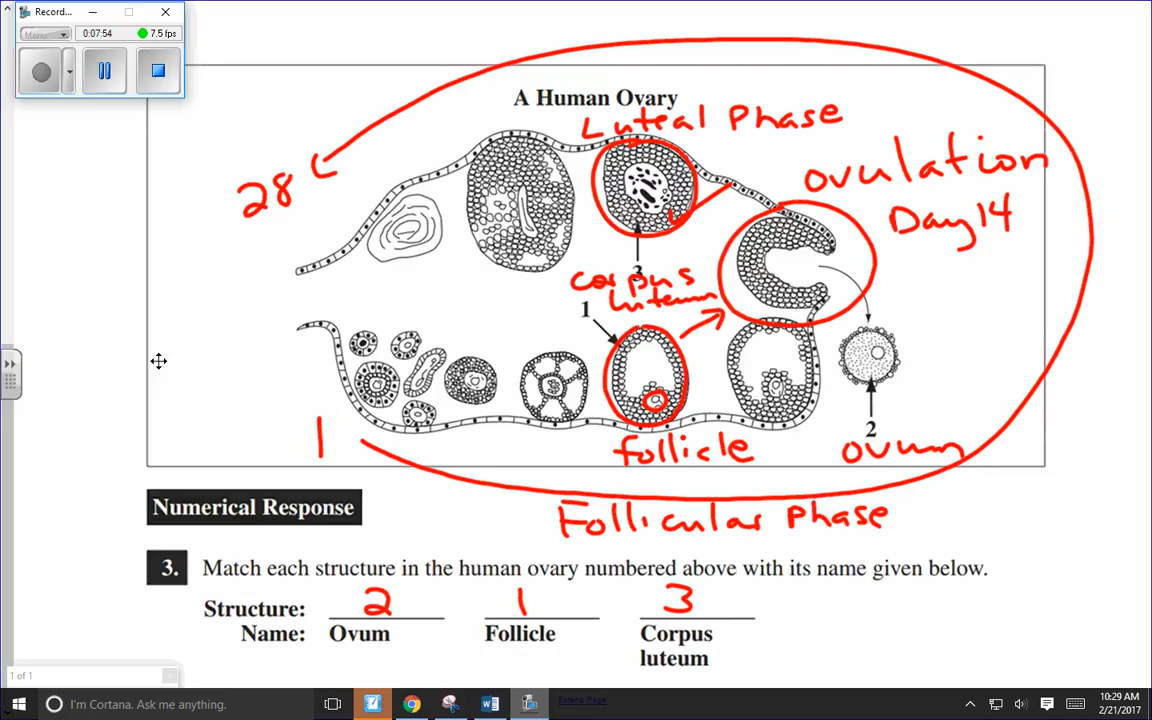 Record...
Menu
0:07:54
7.5 fps
A Human Ovary
Luteal Phase
ovulation
Day 14
28
3
corpus
luteum
1
2
1
follicle
ovum
Follicular Phase
Numerical Response
3. Match each structure in the human ovary numbered above with its name given below.
Structure: 2 1 3
Name: Ovum Follicle Corpus
luteum
1 of 1
I'm Cortana. Ask me anything.
Extend Page
10:29 AM
2/21/2017